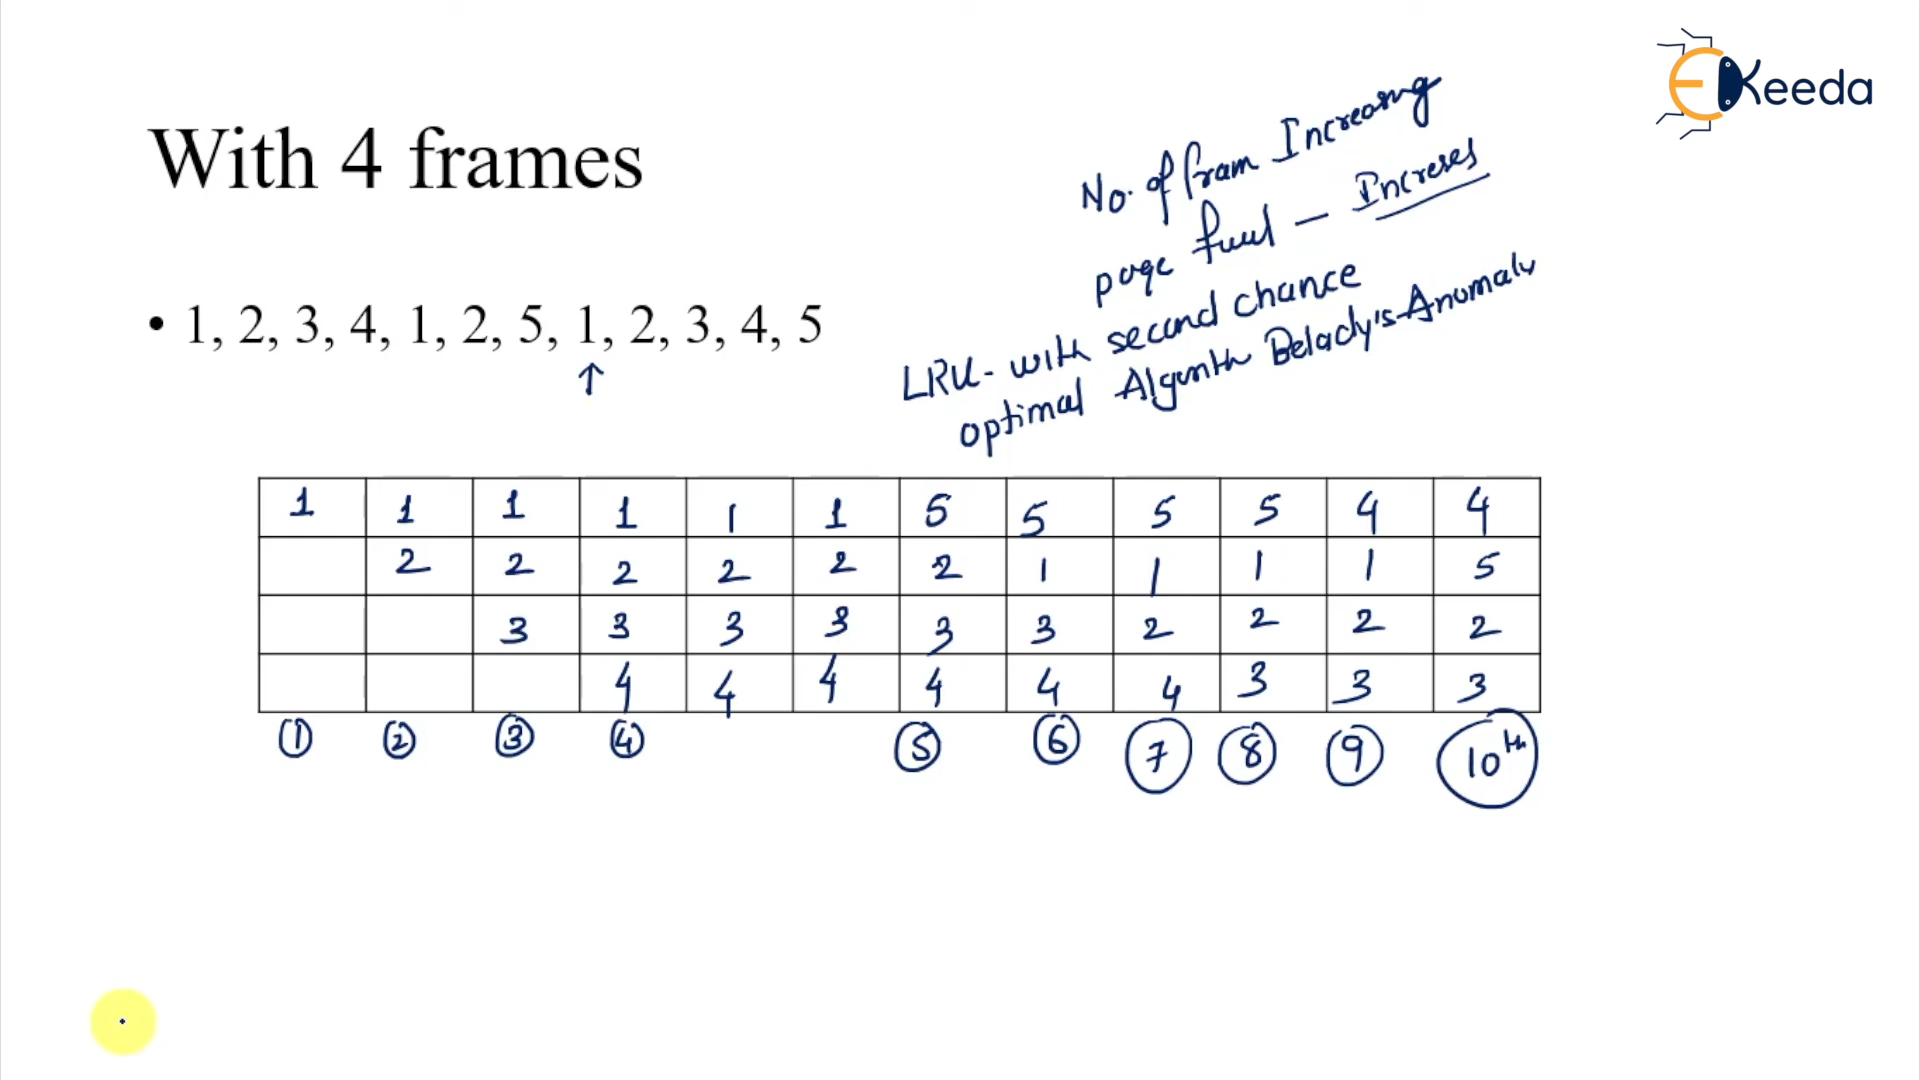 EKeeda
With 4 frames
No. of fram Increasing
page - Increses
• 1, 2, 3, 4, 1, 2, 5, 1, 2, 3, 4, 5
↑
LRU - with second chance
optimal Belady's Anomaly
1 1 1 1 1 1 5 5 5 5 4 4
2 2 2 2 2 2 1 1 1 1 5
3 3 3 3 3 3 2 2 2 2
4 4 4 4 4 4 3 3 3
1 2 3 4 5 6 7 8 9 10th